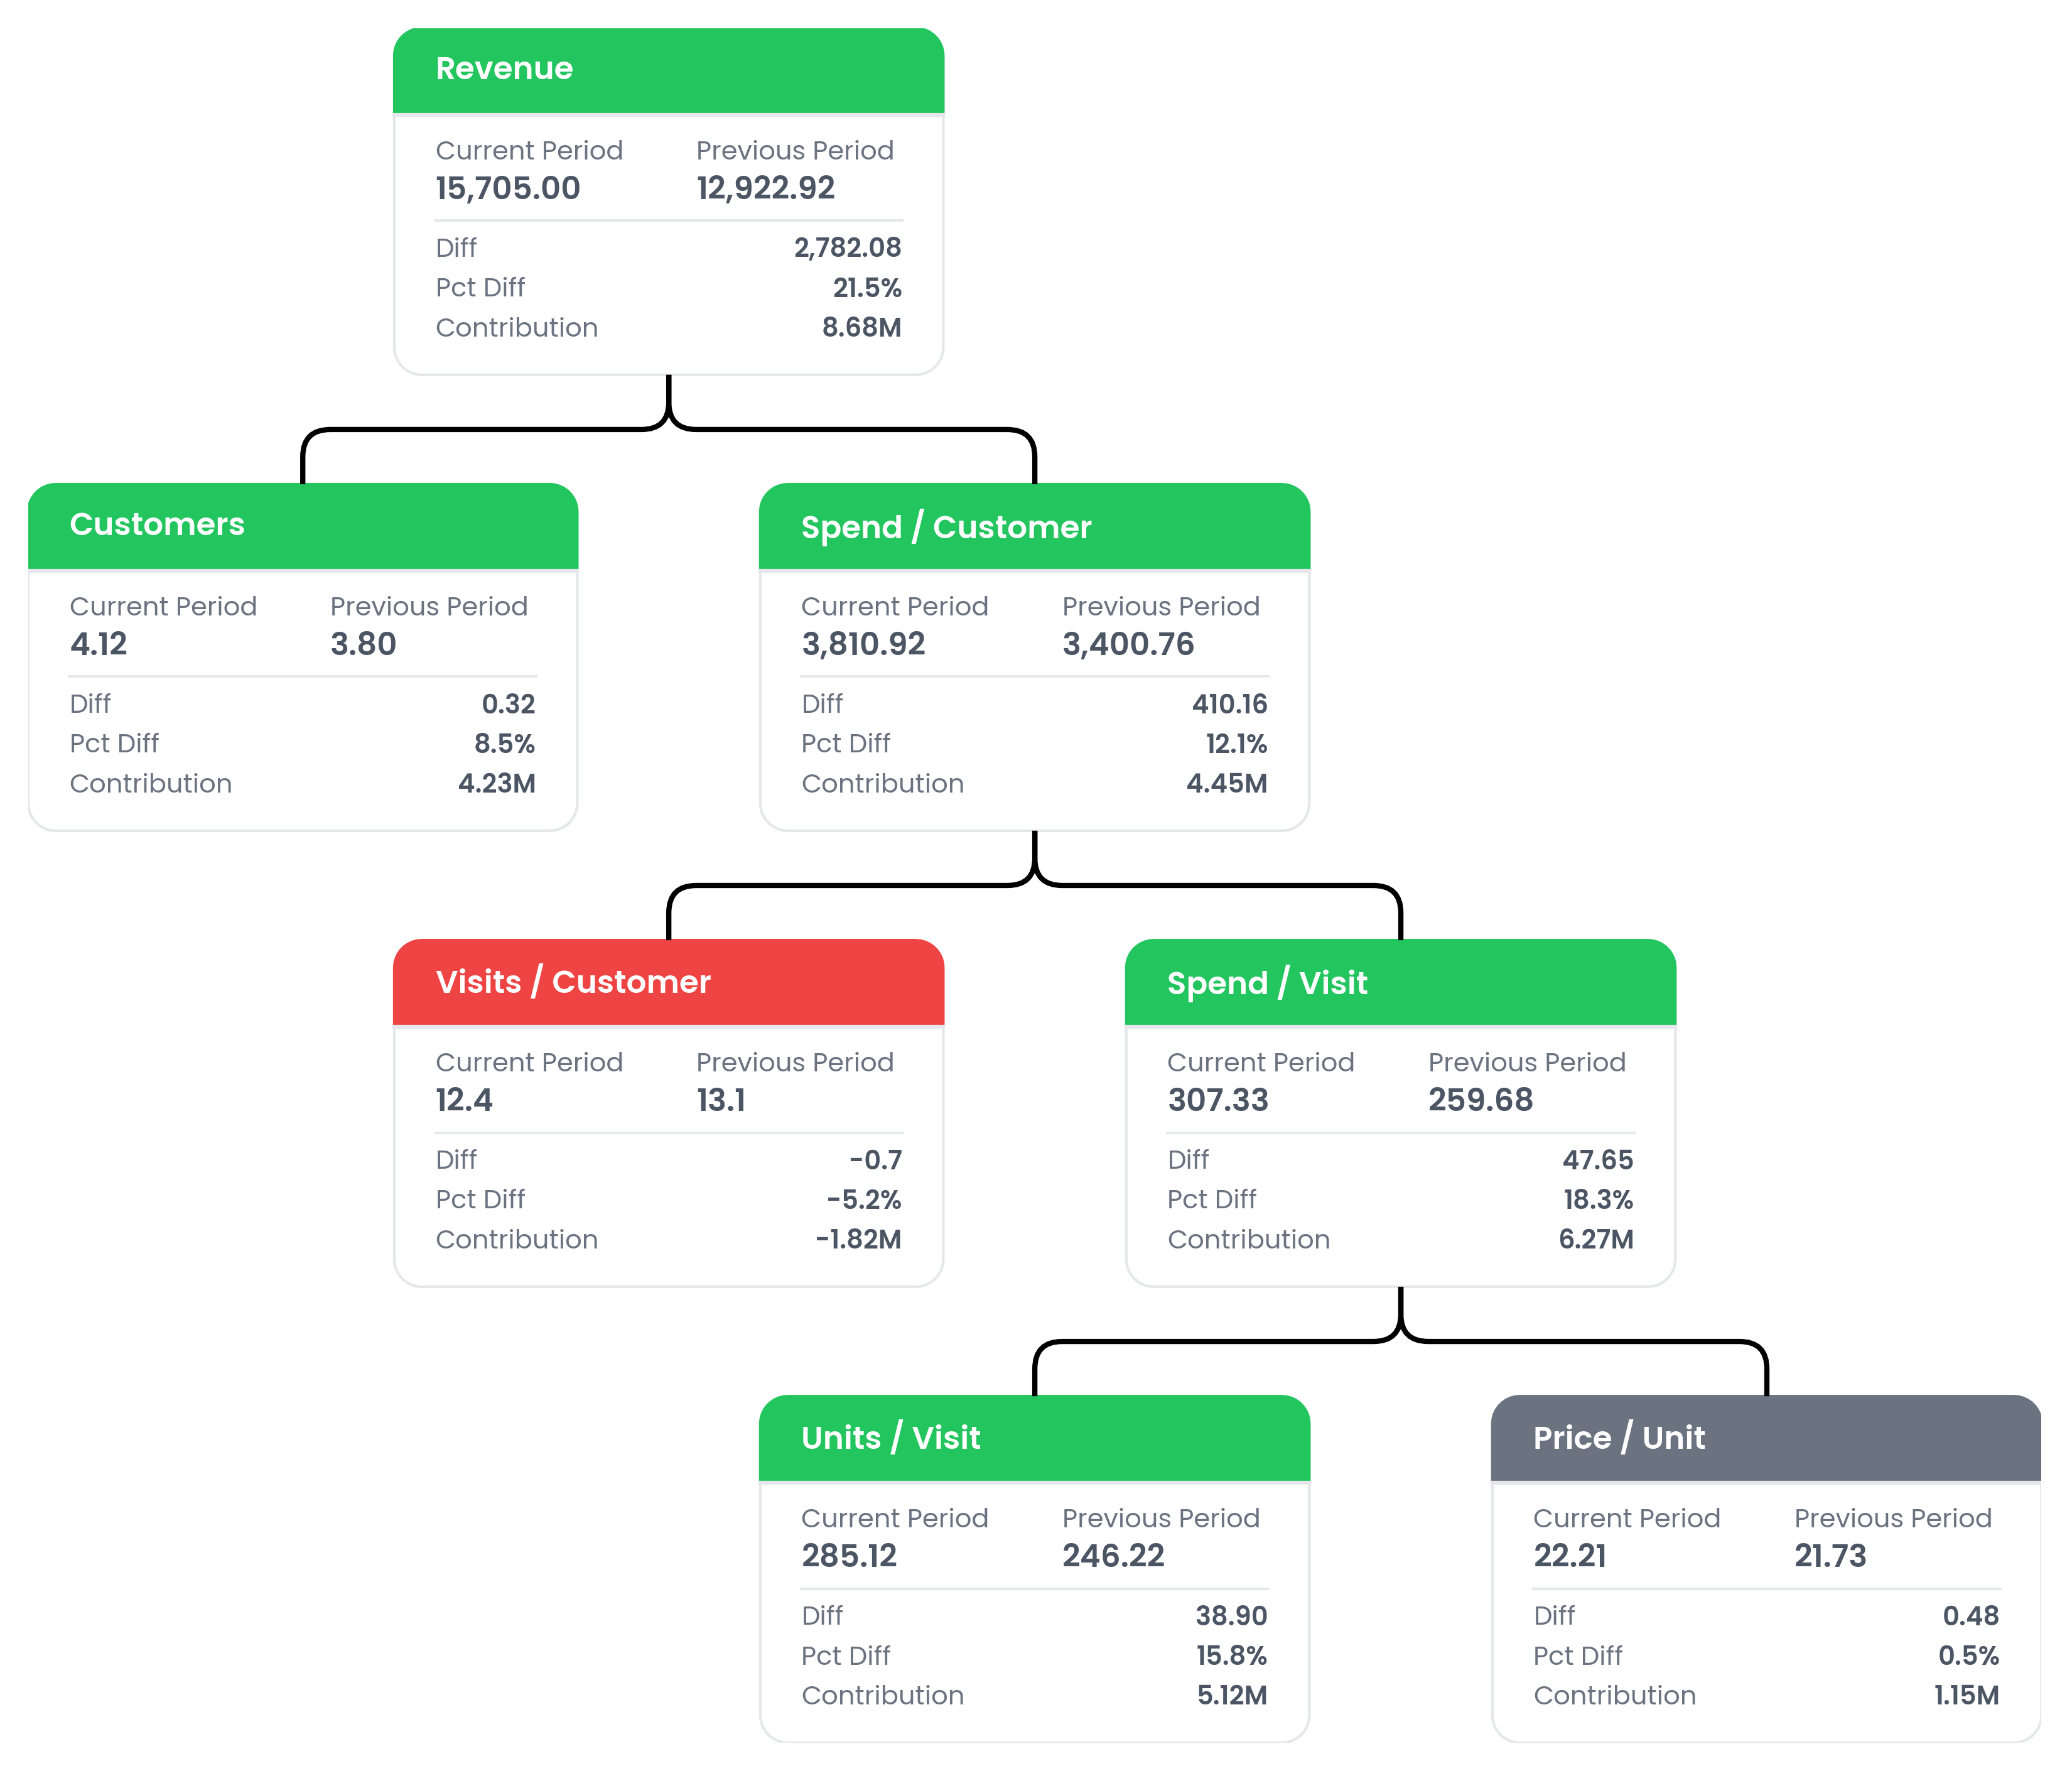 Revenue
Current Period Previous Period
15,705.00 12,922.92
Diff 2,782.08
Pct Diff 21.5%
Contribution 8.68M
Customers
Current Period Previous Period
4.12 3.80
Diff 0.32
Pct Diff 8.5%
Contribution 4.23M
Spend / Customer
Current Period Previous Period
3,810.92 3,400.76
Diff 410.16
Pct Diff 12.1%
Contribution 4.45M
Visits / Customer
Current Period Previous Period
12.4 13.1
Diff -0.7
Pct Diff -5.2%
Contribution -1.82M
Spend / Visit
Current Period Previous Period
307.33 259.68
Diff 47.65
Pct Diff 18.3%
Contribution 6.27M
Units / Visit
Current Period Previous Period
285.12 246.22
Diff 38.90
Pct Diff 15.8%
Contribution 5.12M
Price / Unit
Current Period Previous Period
22.21 21.73
Diff 0.48
Pct Diff 0.5%
Contribution 1.15M